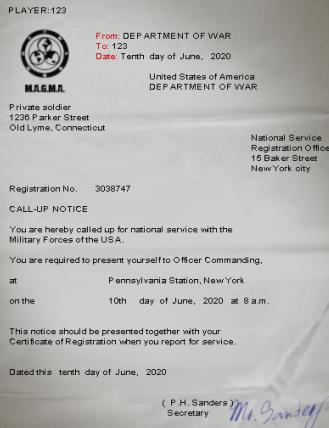 PLAYER:123
From: DEPARTMENT OF WAR
To: 123
Date: Tenth day of June, 2020
United States of America
DEPARTMENT OF WAR
M.A.G.M.A.
Private soldier
1236 Parker Street
Old Lyme, Connecticut
National Service
Registration Office
15 Baker Street
New York city
Registration No. 3038747
CALL-UP NOTICE
You are hereby called up for national service with the
Military Forces of the USA.
You are required to present yourself to Officer Commanding,
at Pennsylvania Station, New York
on the 10th day of June, 2020 at 8 a.m.
This notice should be presented together with your
Certificate of Registration when you report for service.
Dated this tenth day of June, 2020
( P.H. Sanders )
Secretary
Mr. Sanders